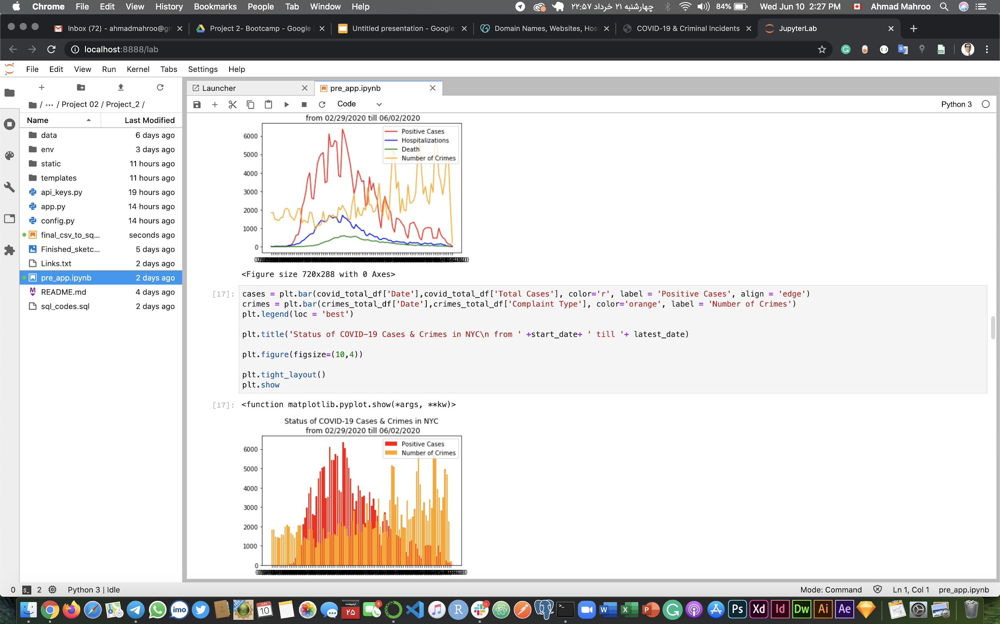 Chrome File Edit View History Bookmarks People Tab Window Help
چهارشنبه ۲۱ خرداد ۲۲:۵۷ 84% Wed Jun 10 2:27 PM Ahmad Mahroo
Inbox (72) - ahmadmahroo@gm
Project 2- Bootcamp - Google
Untitled presentation - Google
Domain Names, Websites, Hos
COVID-19 & Criminal Incidents
JupyterLab
localhost:8888/lab
File Edit View Run Kernel Tabs Settings Help
/ ··· / Project 02 / Project_2 /
Name Last Modified
data 6 days ago
env 3 days ago
static 11 hours ago
templates 11 hours ago
api_keys.py 19 hours ago
app.py 14 hours ago
config.py 14 hours ago
final_csv_to_sq... seconds ago
Finished_sketc... 5 days ago
Links.txt 2 days ago
pre_app.ipynb 2 days ago
README.md 4 days ago
sql_codes.sql 2 days ago
Launcher
pre_app.ipynb
Code
Python 3
from 02/29/2020 till 06/02/2020
Positive Cases
Hospitalizations
Death
Number of Crimes
6000
5000
4000
3000
2000
1000
0
<Figure size 720x288 with 0 Axes>
[17]:
cases = plt.bar(covid_total_df['Date'],covid_total_df['Total Cases'], color='r', label = 'Positive Cases', align = 'edge')
crimes = plt.bar(crimes_total_df['Date'],crimes_total_df['Complaint Type'], color='orange', label = 'Number of Crimes')
plt.legend(loc = 'best')
plt.title('Status of COVID-19 Cases & Crimes in NYC\n from ' +start_date+ ' till '+ latest_date)
plt.figure(figsize=(10,4))
plt.tight_layout()
plt.show
[17]: <function matplotlib.pyplot.show(*args, **kw)>
Status of COVID-19 Cases & Crimes in NYC
from 02/29/2020 till 06/02/2020
Positive Cases
Number of Crimes
6000
5000
4000
3000
2000
1000
0
0 2 Python 3 | Idle
Mode: Command Ln 1, Col 1 pre_app.ipynb
imo
JUN
10
۲۵
6
R
W
X
P
Ps
Xd
Id
Dw
Ai
Ae